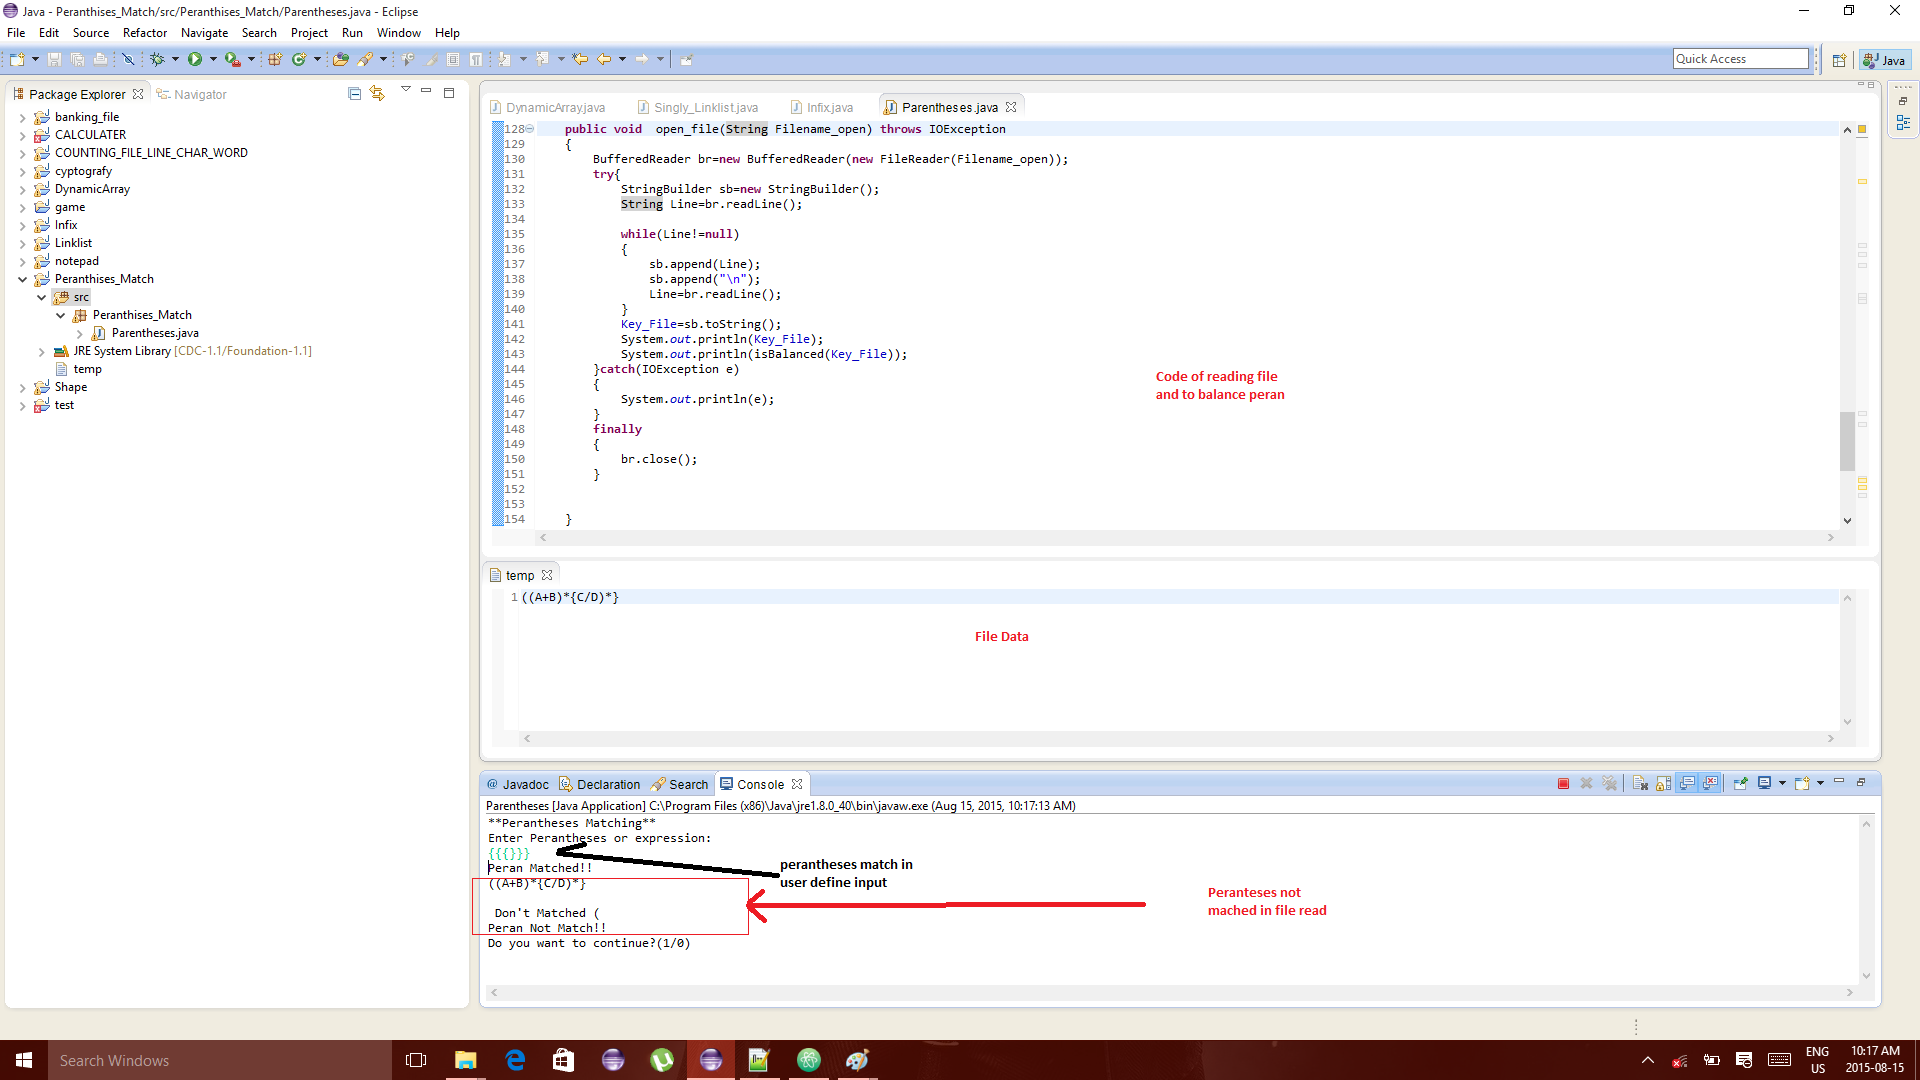 Java - Peranthises_Match/src/Peranthises_Match/Parentheses.java - Eclipse
File Edit Source Refactor Navigate Search Project Run Window Help
Quick Access
Java
Package Explorer
Navigator
banking_file
CALCULATER
COUNTING_FILE_LINE_CHAR_WORD
cyptografy
DynamicArray
game
Infix
Linklist
notepad
Peranthises_Match
src
Peranthises_Match
Parentheses.java
JRE System Library [CDC-1.1/Foundation-1.1]
temp
Shape
test
DynamicArray.java Singly_Linklist.java Infix.java Parentheses.java
128 public void  open_file(String Filename_open) throws IOException
129 {
130 BufferedReader br=new BufferedReader(new FileReader(Filename_open));
131 try{
132 StringBuilder sb=new StringBuilder();
133 String Line=br.readLine();
134
135 while(Line!=null)
136 {
137 sb.append(Line);
138 sb.append("\n");
139 Line=br.readLine();
140 }
141 Key_File=sb.toString();
142 System.out.println(Key_File);
143 System.out.println(isBalanced(Key_File));
144 }catch(IOException e)
145 {
146 System.out.println(e);
147 }
148 finally
149 {
150 br.close();
151 }
152
153
154 }
Code of reading file
and to balance peran
temp
1 ((A+B)*{C/D)*}
File Data
@ Javadoc Declaration Search Console
Parentheses [Java Application] C:\Program Files (x86)\Java\jre1.8.0_40\bin\javaw.exe (Aug 15, 2015, 10:17:13 AM)
**Perantheses Matching**
Enter Perantheses or expression:
{{{}}}
Peran Matched!!
((A+B)*{C/D)*}
Don't Matched (
Peran Not Match!!
Do you want to continue?(1/0)
perantheses match in
user define input
Peranteses not
mached in file read
Search Windows
ENG
US
10:17 AM
2015-08-15